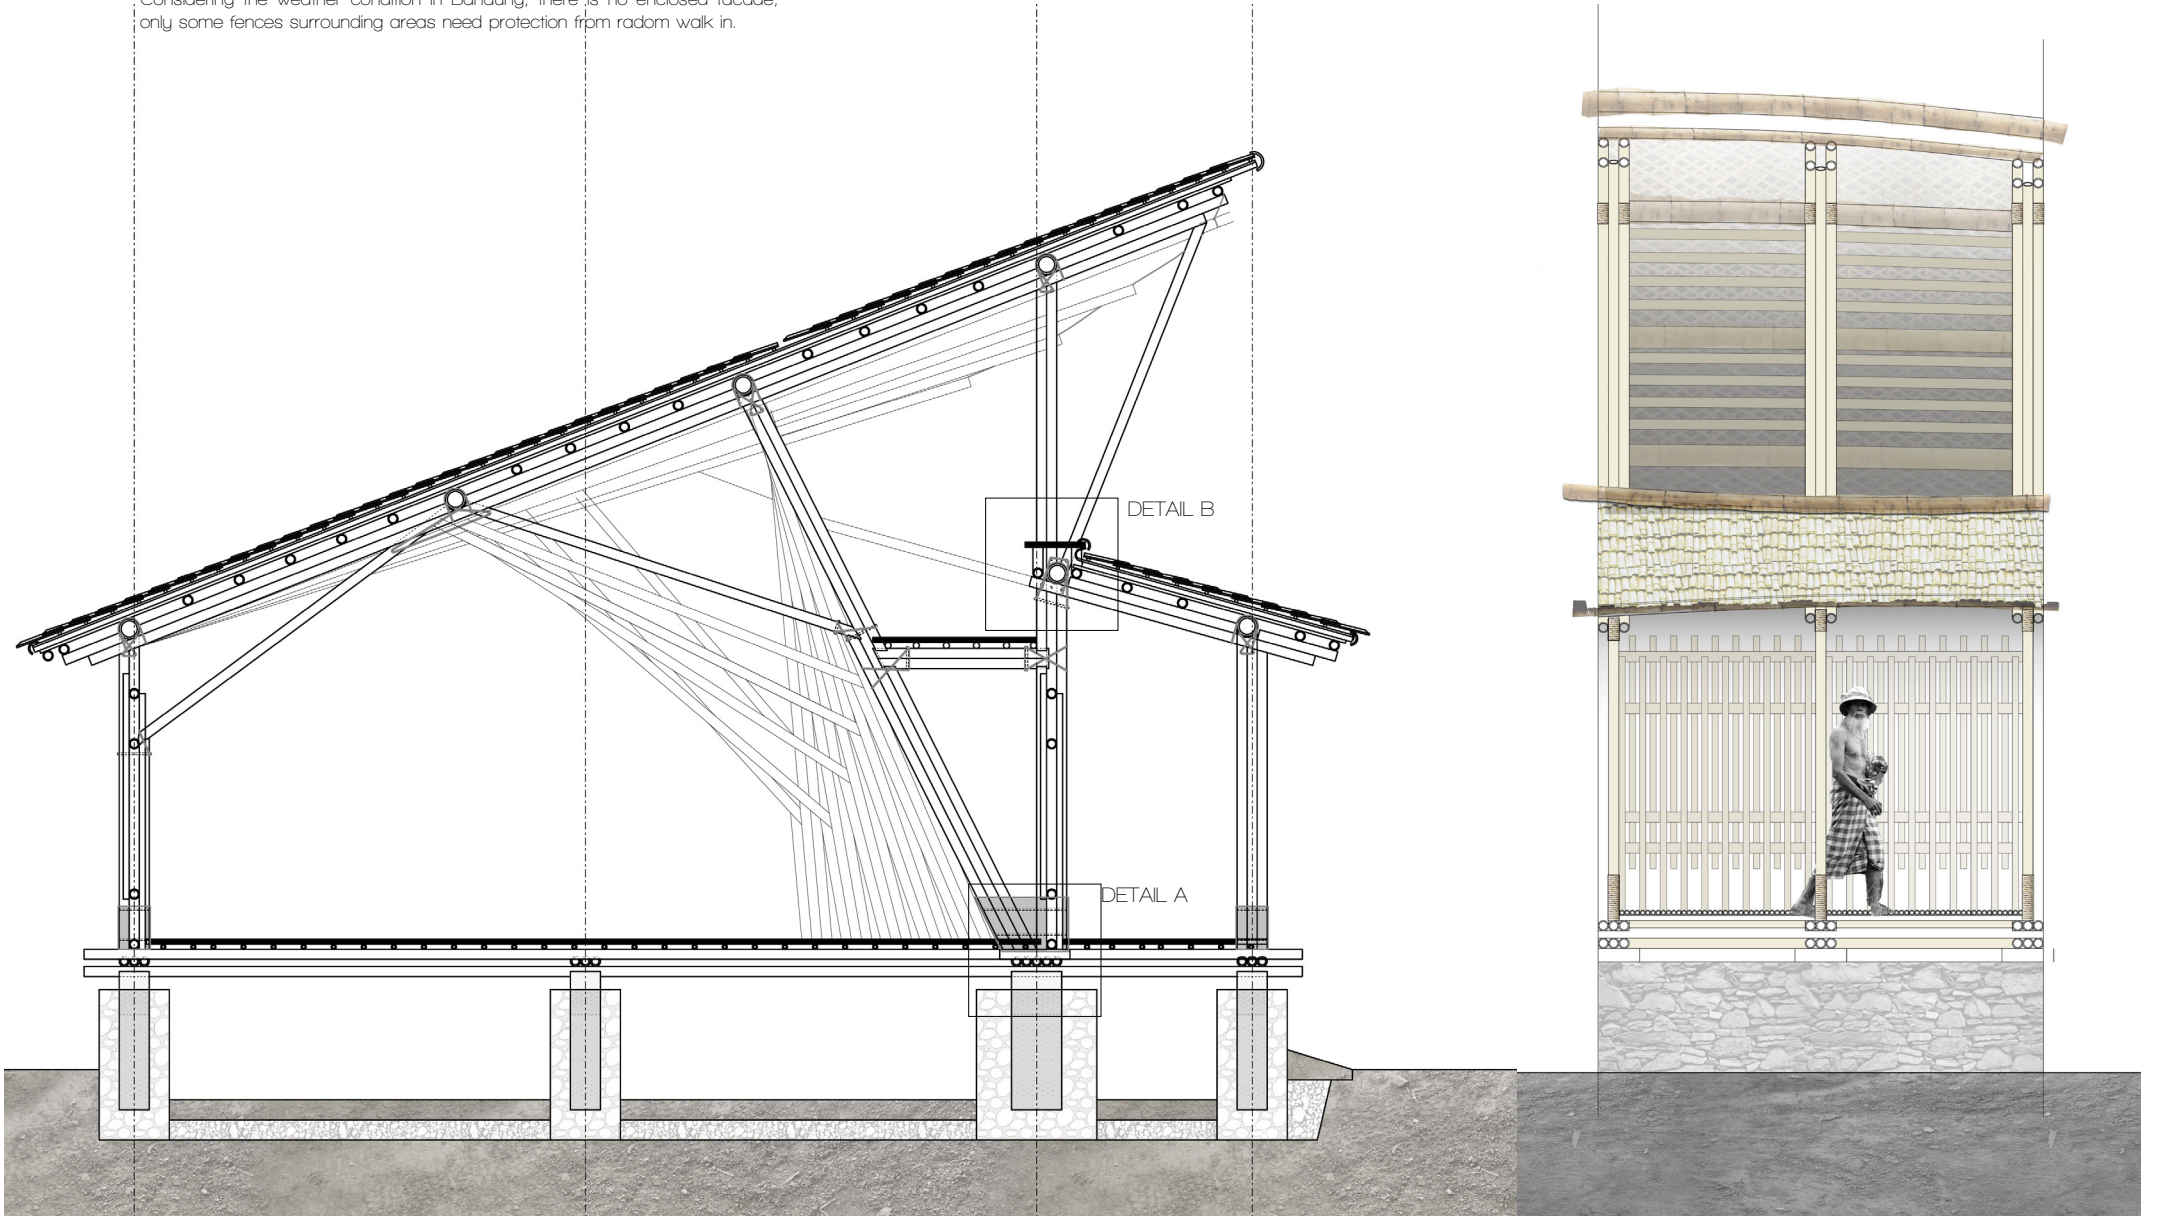 Considering the weather condition in Bandung, there is no enclosed facade,
only some fences surrounding areas need protection from radom walk in.
DETAIL B
DETAIL A